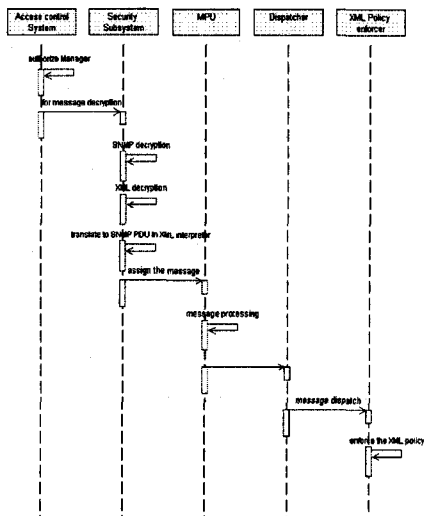 Access control
System
Security
Subsystem
MPU
Dispatcher
XML Policy
enforcer
authorize Manager
for message decryption
SNMP decryption
XML decryption
translate to SNMP PDU in XML interpreter
assign the message
message processing
message dispatch
enforce the XML policy